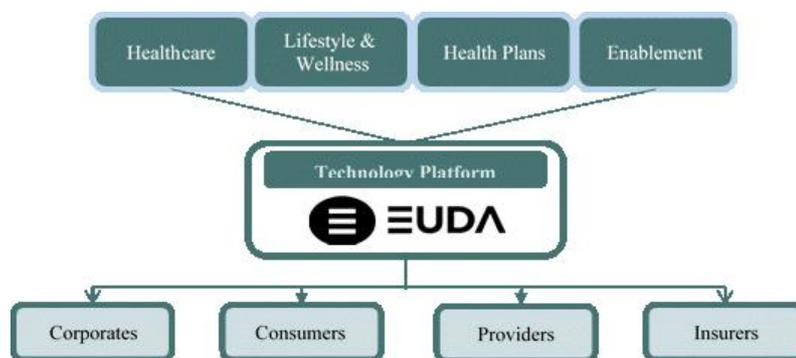 Healthcare
Lifestyle &
Wellness
Health Plans
Enablement
Technology Platform
EUDA
Corporates
Consumers
Providers
Insurers